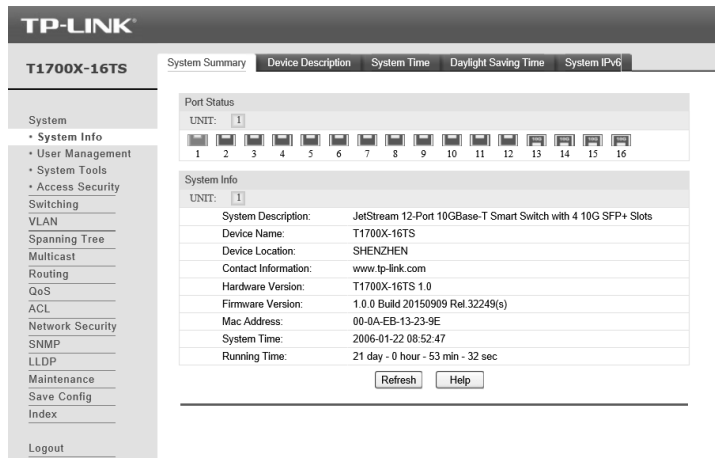 TP-LINK®
T1700X-16TS
System Summary Device Description System Time Daylight Saving Time System IPv6
System
• System Info
• User Management
• System Tools
• Access Security
Switching
VLAN
Spanning Tree
Multicast
Routing
QoS
ACL
Network Security
SNMP
LLDP
Maintenance
Save Config
Index
Logout
Port Status
UNIT: 1
10G 10G 10G 10G
1 2 3 4 5 6 7 8 9 10 11 12 13 14 15 16
System Info
UNIT: 1
System Description: JetStream 12-Port 10GBase-T Smart Switch with 4 10G SFP+ Slots
Device Name: T1700X-16TS
Device Location: SHENZHEN
Contact Information: www.tp-link.com
Hardware Version: T1700X-16TS 1.0
Firmware Version: 1.0.0 Build 20150909 Rel.32249(s)
Mac Address: 00-0A-EB-13-23-9E
System Time: 2006-01-22 08:52:47
Running Time: 21 day - 0 hour - 53 min - 32 sec
Refresh Help